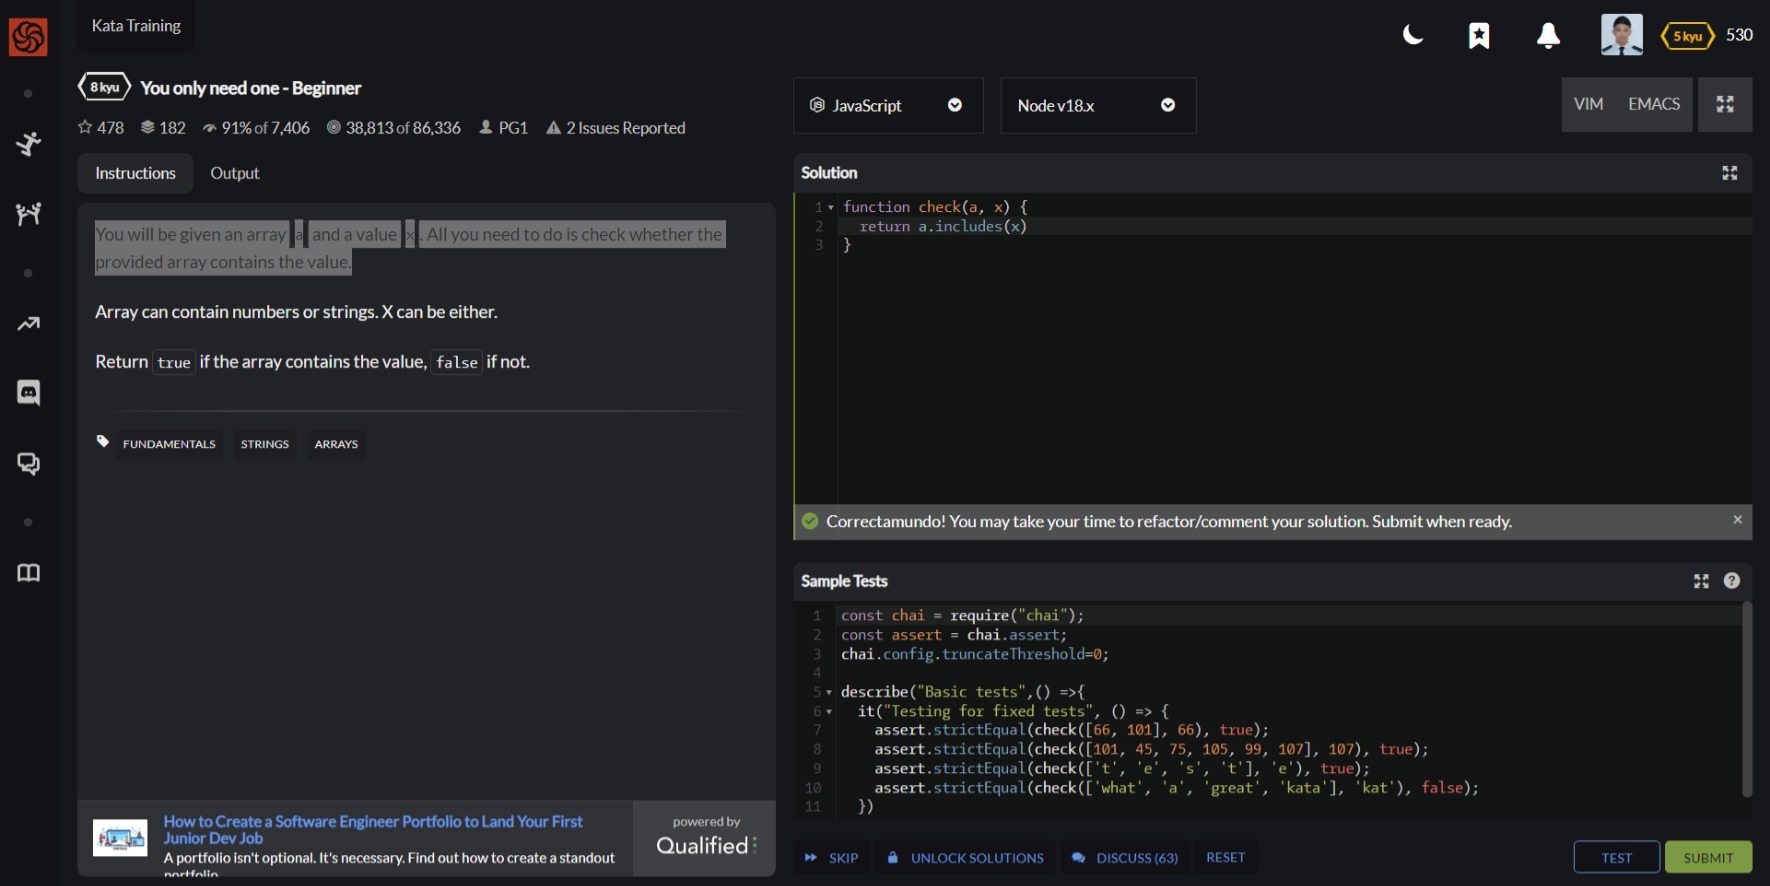 Kata Training
5 kyu 530
8 kyu You only need one - Beginner
478 182 91% of 7,406 38,813 of 86,336 PG1 2 Issues Reported
Instructions Output
You will be given an array a and a value x. All you need to do is check whether the
provided array contains the value.
Array can contain numbers or strings. X can be either.
Return true if the array contains the value, false if not.
FUNDAMENTALS STRINGS ARRAYS
How to Create a Software Engineer Portfolio to Land Your First
Junior Dev Job
A portfolio isn't optional. It's necessary. Find out how to create a standout
portfolio.
powered by
Qualified
JavaScript Node v18.x VIM EMACS
Solution
1 function check(a, x) {
2 return a.includes(x)
3 }
Correctamundo! You may take your time to refactor/comment your solution. Submit when ready. ×
Sample Tests ?
1 const chai = require("chai");
2 const assert = chai.assert;
3 chai.config.truncateThreshold=0;
4
5 describe("Basic tests",() =>{
6 it("Testing for fixed tests", () => {
7 assert.strictEqual(check([66, 101], 66), true);
8 assert.strictEqual(check([101, 45, 75, 105, 99, 107], 107), true);
9 assert.strictEqual(check(['t', 'e', 's', 't'], 'e'), true);
10 assert.strictEqual(check(['what', 'a', 'great', 'kata'], 'kat'), false);
11 })
SKIP UNLOCK SOLUTIONS DISCUSS (63) RESET TEST SUBMIT